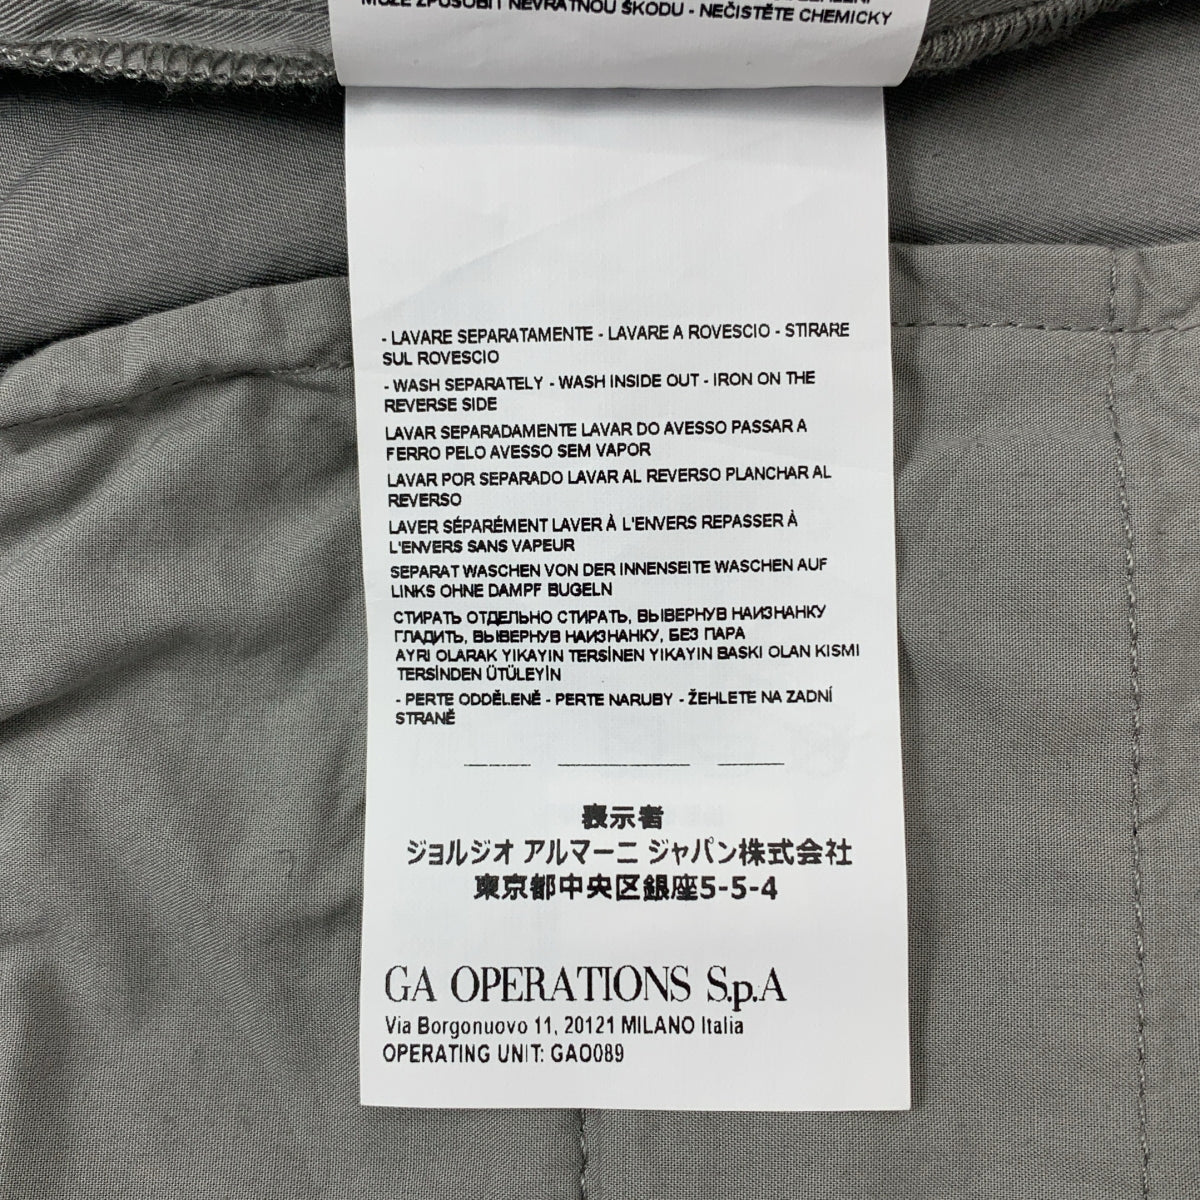 MŮŽE ZPŮSOBIT NEVRATNOU ŠKODU - NEČISTĚTE CHEMICKY
- LAVARE SEPARATAMENTE - LAVARE A ROVESCIO - STIRARE
SUL ROVESCIO
- WASH SEPARATELY - WASH INSIDE OUT - IRON ON THE
REVERSE SIDE
LAVAR SEPARADAMENTE LAVAR DO AVESSO PASSAR A
FERRO PELO AVESSO SEM VAPOR
LAVAR POR SEPARADO LAVAR AL REVERSO PLANCHAR AL
REVERSO
LAVER SÉPARÉMENT LAVER À L'ENVERS REPASSER À
L'ENVERS SANS VAPEUR
SEPARAT WASCHEN VON DER INNENSEITE WASCHEN AUF
LINKS OHNE DAMPF BUGELN
СТИРАТЬ ОТДЕЛЬНО СТИРАТЬ, ВЫВЕРНУВ НАИЗНАНКУ
ГЛАДИТЬ, ВЫВЕРНУВ НАИЗНАНКУ, БЕЗ ПАРА
AYRI OLARAK YIKAYIN TERSİNEN YIKAYIN BASKI OLAN KISMI
TERSİNDEN ÜTÜLEYİN
- PERTE ODDĚLENĚ - PERTE NARUBY - ŽEHLETE NA ZADNÍ
STRANĚ
表示者
ジョルジオ アルマーニ ジャパン株式会社
東京都中央区銀座5-5-4
GA OPERATIONS S.p.A
Via Borgonuovo 11, 20121 MILANO Italia
OPERATING UNIT: GAO089